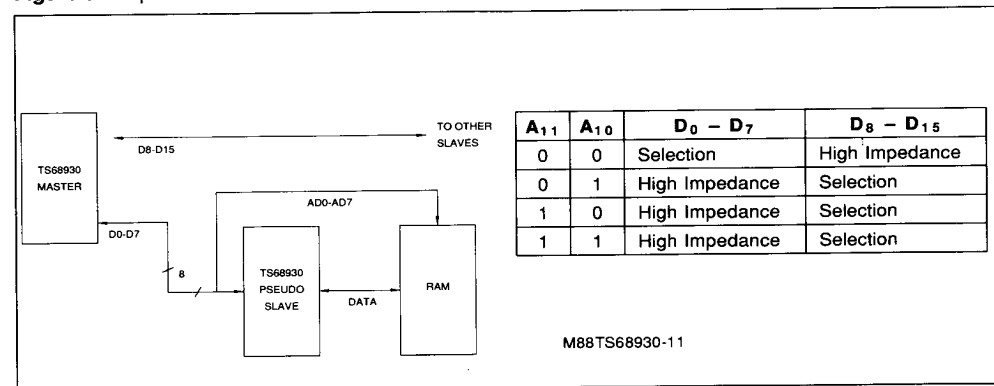 TS68930
MASTER
D8-D15
TO OTHER
SLAVES
D0-D7
8
AD0-AD7
TS68930
PSEUDO
SLAVE
DATA
RAM
A11 A10 D0 – D7 D8 – D15
0 0 Selection High Impedance
0 1 High Impedance Selection
1 0 High Impedance Selection
1 1 High Impedance Selection
M88TS68930-11